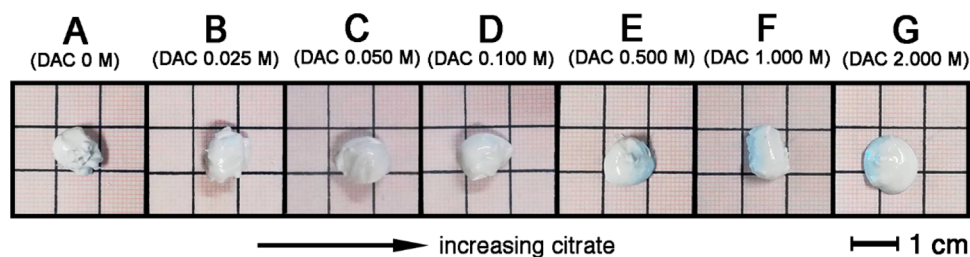 A B C D E F G
(DAC 0 M) (DAC 0.025 M) (DAC 0.050 M) (DAC 0.100 M) (DAC 0.500 M) (DAC 1.000 M) (DAC 2.000 M)
increasing citrate 1 cm